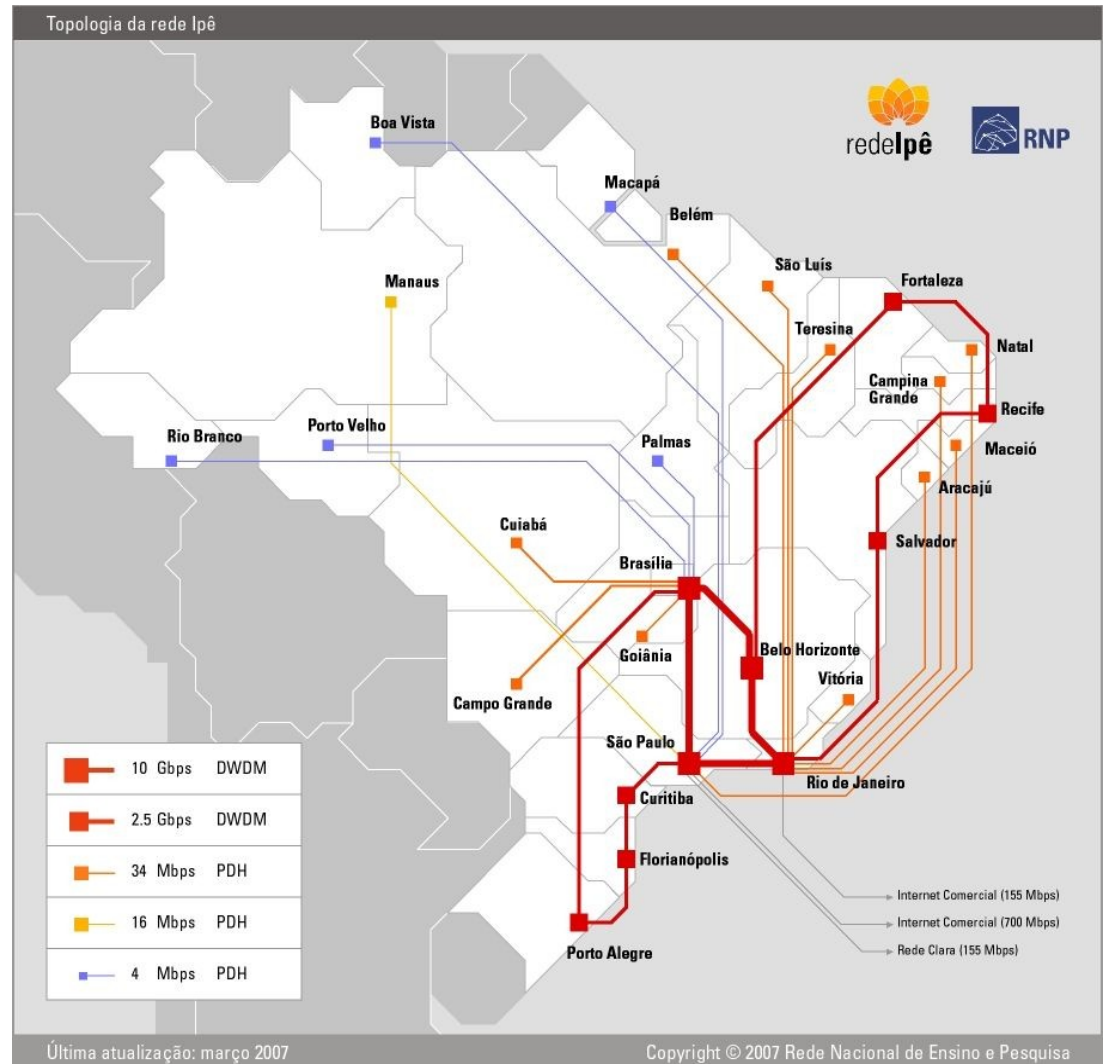 Topologia da rede Ipê
redeIpê
RNP
Boa Vista
Macapá
Belém
São Luís
Fortaleza
Manaus
Teresina
Natal
Campina
Grande
Recife
Rio Branco
Porto Velho
Palmas
Maceió
Aracajú
Cuiabá
Salvador
Brasília
Goiânia
Belo Horizonte
Vitória
Campo Grande
São Paulo
Rio de Janeiro
Curitiba
Florianópolis
Porto Alegre
10 Gbps DWDM
2.5 Gbps DWDM
34 Mbps PDH
16 Mbps PDH
4 Mbps PDH
Internet Comercial (155 Mbps)
Internet Comercial (700 Mbps)
Rede Clara (155 Mbps)
Última atualização: março 2007
Copyright © 2007 Rede Nacional de Ensino e Pesquisa